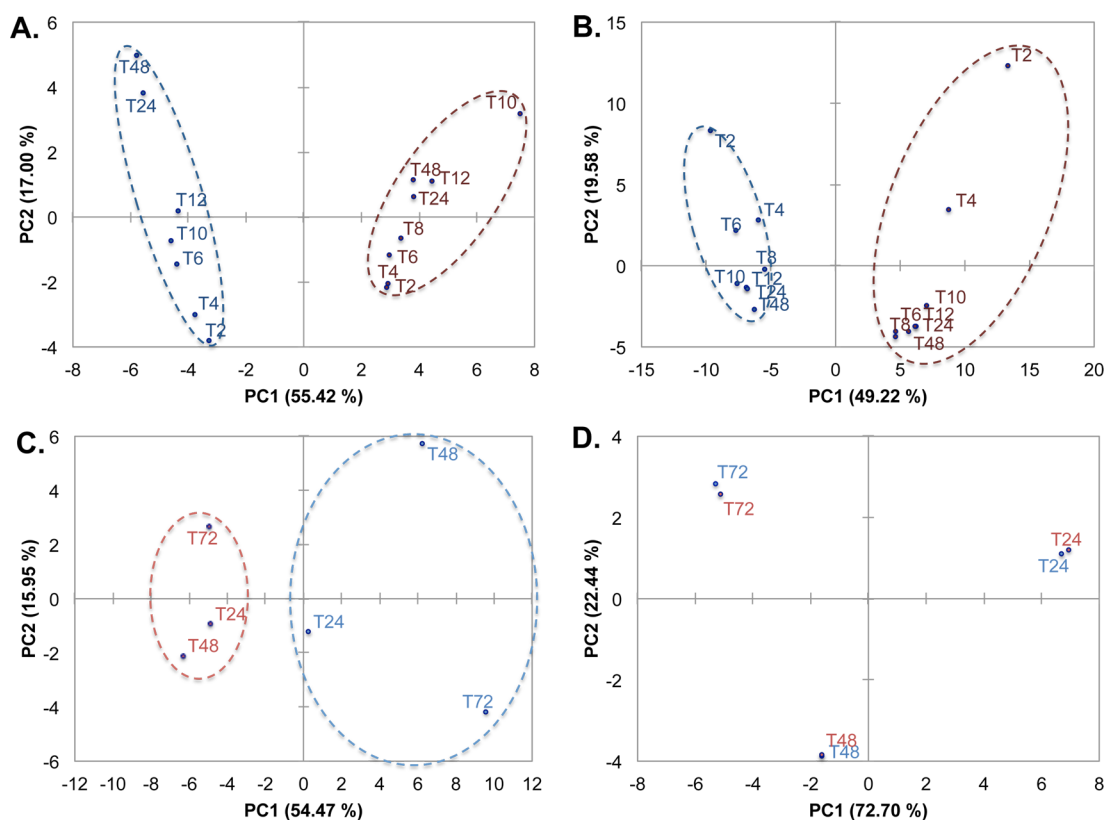 A.
6
4
2
0
-2
-4
-8 -6 -4 -2 0 2 4 6 8
PC2 (17.00 %)
PC1 (55.42 %)
T48
T24
T12
T10
T6
T4
T2
T10
T48
T12
T24
T8
T6
T4
T2
B.
15
10
5
0
-5
-15 -10 -5 0 5 10 15 20
PC2 (19.58 %)
PC1 (49.22 %)
T2
T4
T6
T8
T10
T12
T24
T48
T2
T4
T10
T6
T12
T8
T24
T48
C.
6
4
2
0
-2
-4
-6
-12 -10 -8 -6 -4 -2 0 2 4 6 8 10 12
PC2 (15.95 %)
PC1 (54.47 %)
T72
T24
T48
T48
T24
T72
D.
4
2
0
-2
-4
-8 -6 -4 -2 0 2 4 6 8
PC2 (22.44 %)
PC1 (72.70 %)
T72
T72
T24
T24
T48
T48